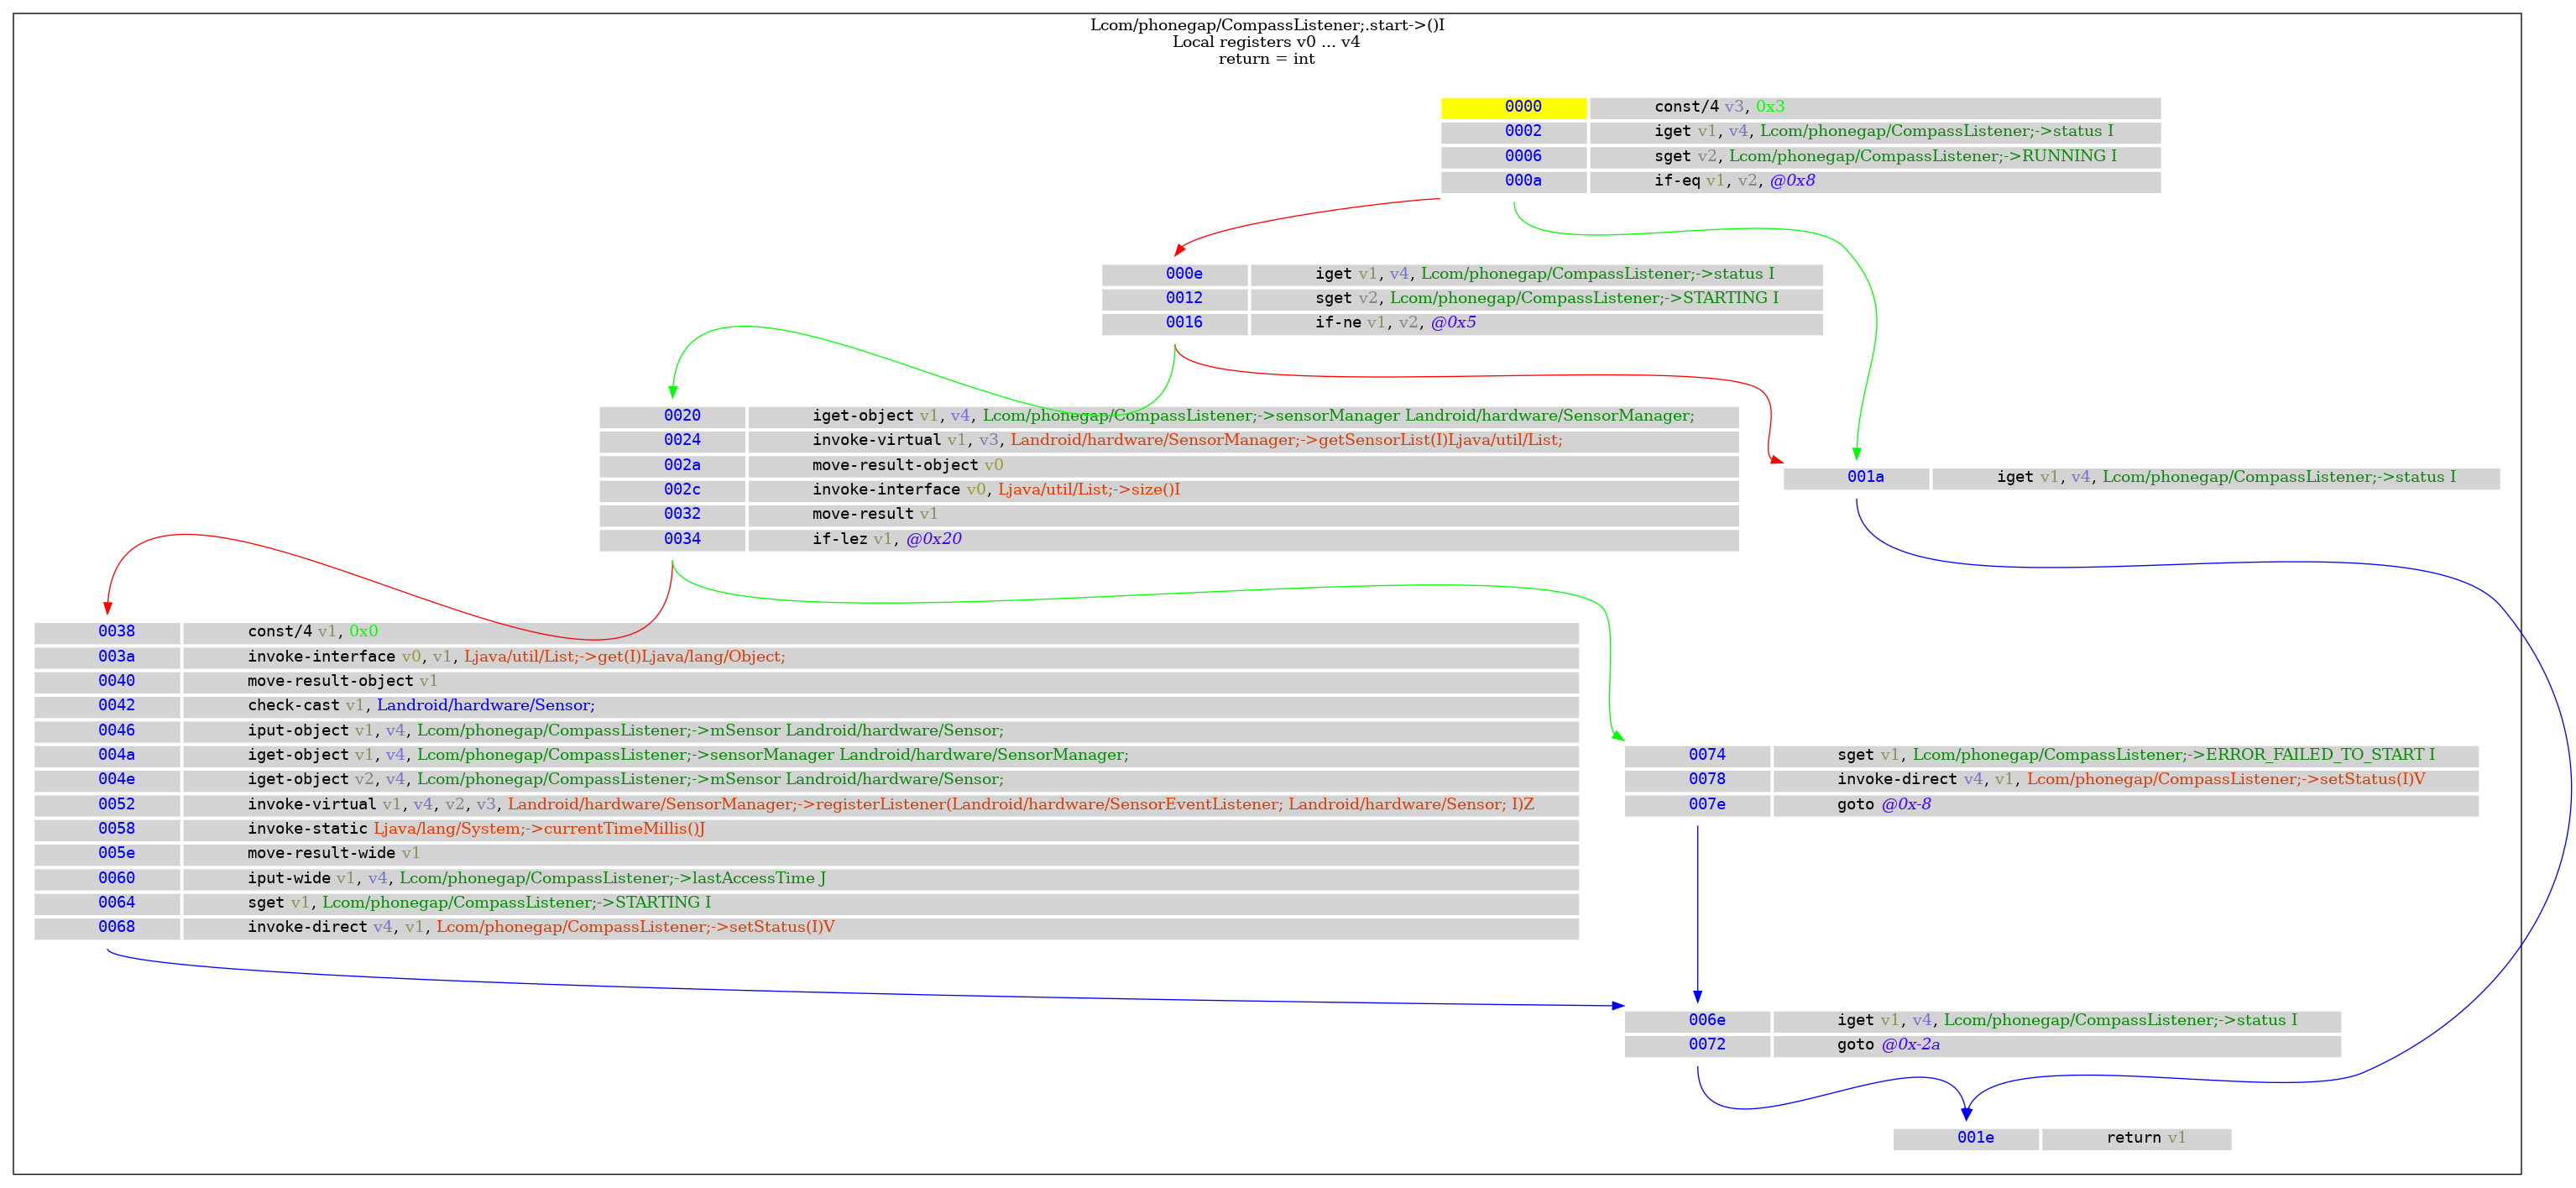 Lcom/phonegap/CompassListener;.start->()I
Local registers v0 ... v4
return = int
0000 const/4 v3, 0x3
0002 iget v1, v4, Lcom/phonegap/CompassListener;->status I
0006 sget v2, Lcom/phonegap/CompassListener;->RUNNING I
000a if-eq v1, v2, @0x8
000e iget v1, v4, Lcom/phonegap/CompassListener;->status I
0012 sget v2, Lcom/phonegap/CompassListener;->STARTING I
0016 if-ne v1, v2, @0x5
0020 iget-object v1, v4, Lcom/phonegap/CompassListener;->sensorManager Landroid/hardware/SensorManager;
0024 invoke-virtual v1, v3, Landroid/hardware/SensorManager;->getSensorList(I)Ljava/util/List;
002a move-result-object v0
002c invoke-interface v0, Ljava/util/List;->size()I
0032 move-result v1
0034 if-lez v1, @0x20
001a iget v1, v4, Lcom/phonegap/CompassListener;->status I
0038 const/4 v1, 0x0
003a invoke-interface v0, v1, Ljava/util/List;->get(I)Ljava/lang/Object;
0040 move-result-object v1
0042 check-cast v1, Landroid/hardware/Sensor;
0046 iput-object v1, v4, Lcom/phonegap/CompassListener;->mSensor Landroid/hardware/Sensor;
004a iget-object v1, v4, Lcom/phonegap/CompassListener;->sensorManager Landroid/hardware/SensorManager;
004e iget-object v2, v4, Lcom/phonegap/CompassListener;->mSensor Landroid/hardware/Sensor;
0052 invoke-virtual v1, v4, v2, v3, Landroid/hardware/SensorManager;->registerListener(Landroid/hardware/SensorEventListener; Landroid/hardware/Sensor; I)Z
0058 invoke-static Ljava/lang/System;->currentTimeMillis()J
005e move-result-wide v1
0060 iput-wide v1, v4, Lcom/phonegap/CompassListener;->lastAccessTime J
0064 sget v1, Lcom/phonegap/CompassListener;->STARTING I
0068 invoke-direct v4, v1, Lcom/phonegap/CompassListener;->setStatus(I)V
0074 sget v1, Lcom/phonegap/CompassListener;->ERROR_FAILED_TO_START I
0078 invoke-direct v4, v1, Lcom/phonegap/CompassListener;->setStatus(I)V
007e goto @0x-8
006e iget v1, v4, Lcom/phonegap/CompassListener;->status I
0072 goto @0x-2a
001e return v1